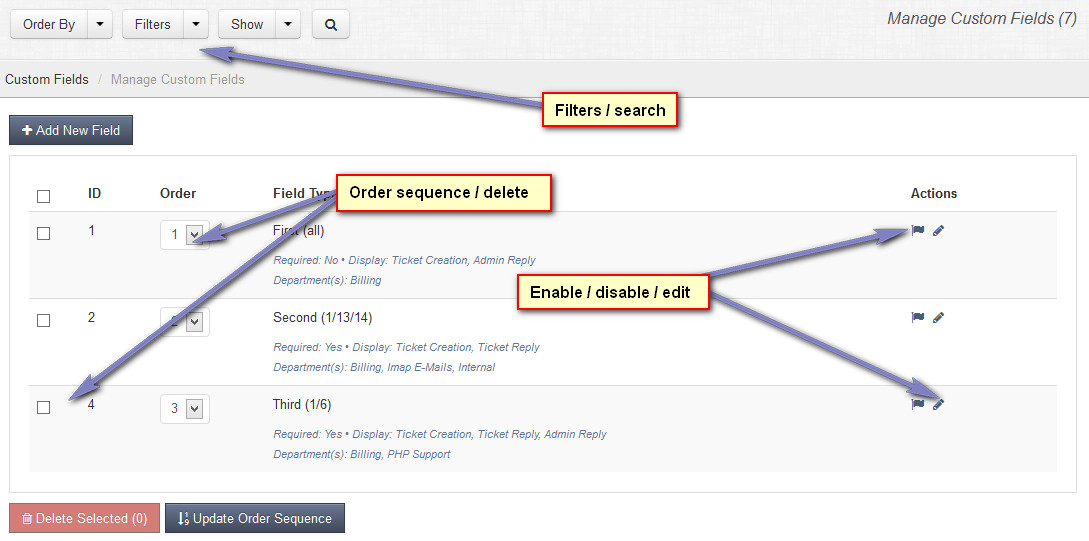 Order By
Filters
Show
Manage Custom Fields (7)
Custom Fields / Manage Custom Fields
Filters / search
Add New Field
ID
Order
Field Typ
Order sequence / delete
Actions
1
1
First (all)
Required: No • Display: Ticket Creation, Admin Reply
Department(s): Billing
Enable / disable / edit
2
Second (1/13/14)
Required: Yes • Display: Ticket Creation, Ticket Reply
Department(s): Billing, Imap E-Mails, Internal
4
3
Third (1/6)
Required: Yes • Display: Ticket Creation, Ticket Reply, Admin Reply
Department(s): Billing, PHP Support
Delete Selected (0)
Update Order Sequence